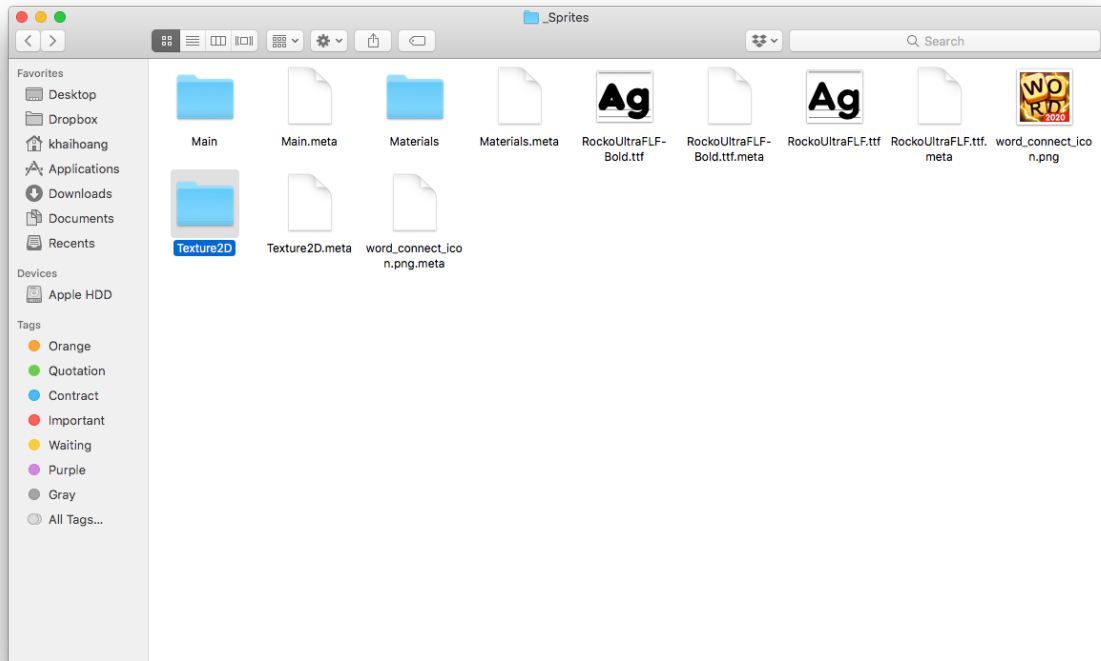 _Sprites
Search
Favorites
Desktop
Dropbox
khaihoang
Applications
Downloads
Documents
Recents
Devices
Apple HDD
Tags
Orange
Quotation
Contract
Important
Waiting
Purple
Gray
All Tags...
Ag
Ag
WO
RD
2020
Main
Main.meta
Materials
Materials.meta
RockoUltraFLF-
Bold.ttf
RockoUltraFLF-
Bold.ttf.meta
RockoUltraFLF.ttf
RockoUltraFLF.ttf.
meta
word_connect_ico
n.png
Texture2D
Texture2D.meta
word_connect_ico
n.png.meta